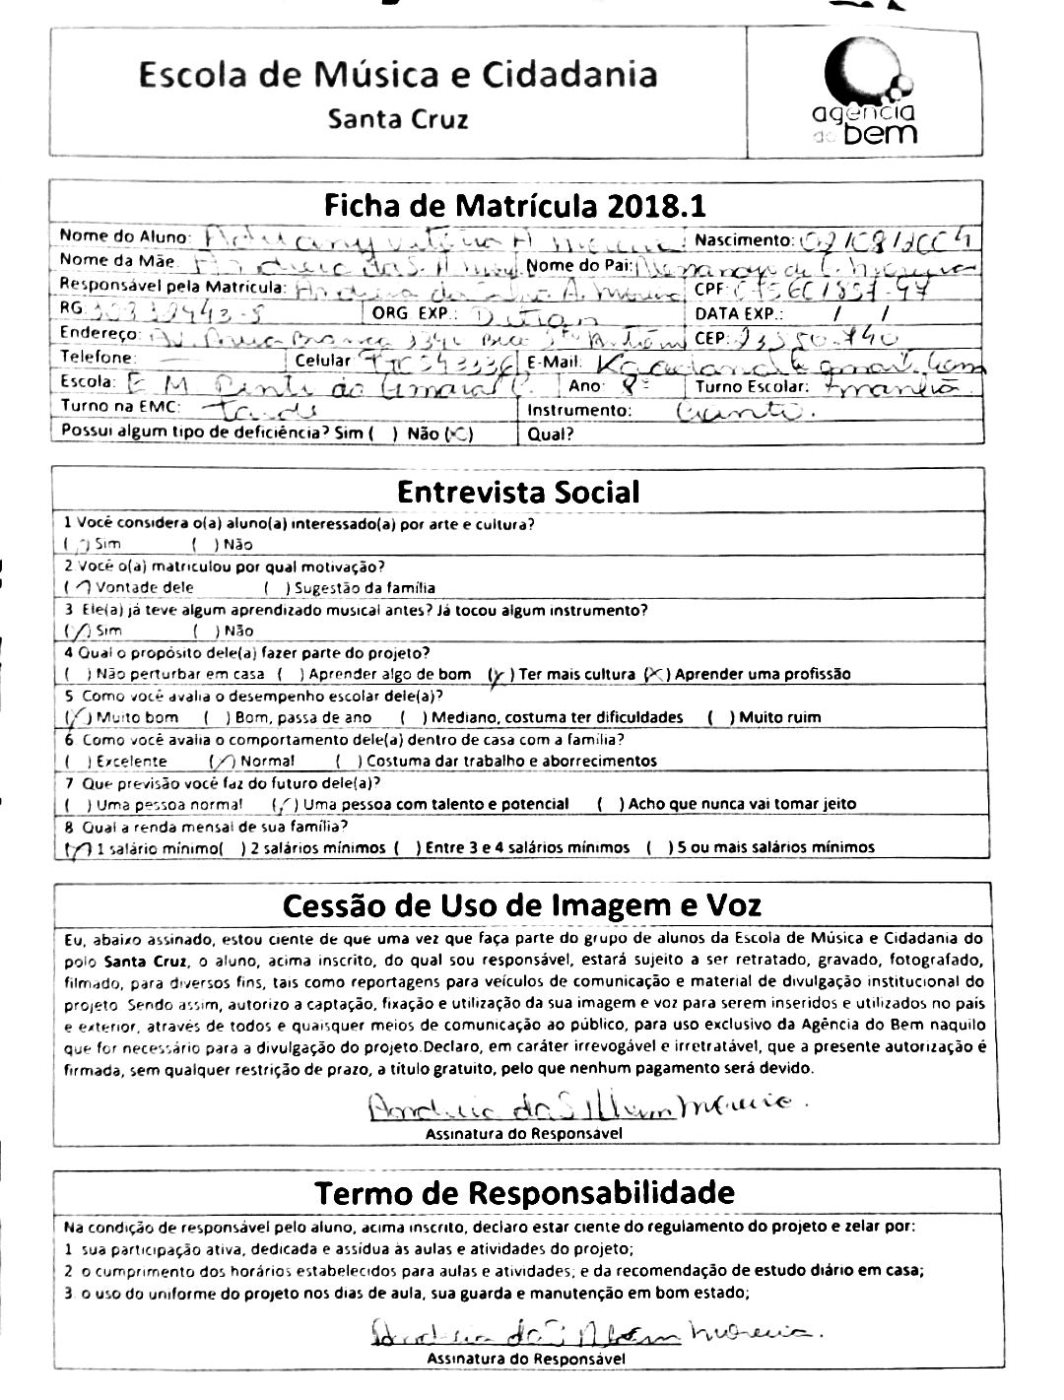 Escola de Música e Cidadania
Santa Cruz
agência
do bem
Ficha de Matrícula 2018.1
Nome do Aluno: Nascimento:
Nome da Mãe Nome do Pai:
Responsável pela Matricula: CPF:
RG ORG EXP.: Detran DATA EXP.: / /
Endereço: CEP: 23580-740
Telefone: Celular E-Mail:
Escola: E M Ano: 8º Turno Escolar: manhã
Turno na EMC: Tarde Instrumento: Canto.
Possui algum tipo de deficiência? Sim ( ) Não (X) Qual?
Entrevista Social
1 Você considera o(a) aluno(a) interessado(a) por arte e cultura?
(/) Sim ( ) Não
2 Você o(a) matriculou por qual motivação?
(/) Vontade dele ( ) Sugestão da família
3 Ele(a) já teve algum aprendizado musical antes? Já tocou algum instrumento?
(/) Sim ( ) Não
4 Qual o propósito dele(a) fazer parte do projeto?
( ) Não perturbar em casa ( ) Aprender algo de bom (x) Ter mais cultura (x) Aprender uma profissão
5 Como você avalia o desempenho escolar dele(a)?
(/) Muito bom ( ) Bom, passa de ano ( ) Mediano, costuma ter dificuldades ( ) Muito ruim
6 Como você avalia o comportamento dele(a) dentro de casa com a família?
( ) Excelente (/) Normal ( ) Costuma dar trabalho e aborrecimentos
7 Que previsão você faz do futuro dele(a)?
( ) Uma pessoa normal (/) Uma pessoa com talento e potencial ( ) Acho que nunca vai tomar jeito
8 Qual a renda mensal de sua família?
(/) 1 salário mínimo( ) 2 salários mínimos ( ) Entre 3 e 4 salários mínimos ( ) 5 ou mais salários mínimos
Cessão de Uso de Imagem e Voz
Eu, abaixo assinado, estou ciente de que uma vez que faça parte do grupo de alunos da Escola de Música e Cidadania do
polo Santa Cruz, o aluno, acima inscrito, do qual sou responsável, estará sujeito a ser retratado, gravado, fotografado,
filmado, para diversos fins, tais como reportagens para veículos de comunicação e material de divulgação institucional do
projeto Sendo assim, autorizo a captação, fixação e utilização da sua imagem e voz para serem inseridos e utilizados no país
e exterior, através de todos e quaisquer meios de comunicação ao público, para uso exclusivo da Agência do Bem naquilo
que for necessário para a divulgação do projeto.Declaro, em caráter irrevogável e irretratável, que a presente autorização é
firmada, sem qualquer restrição de prazo, a título gratuito, pelo que nenhum pagamento será devido.
Assinatura do Responsável
Termo de Responsabilidade
Na condição de responsável pelo aluno, acima inscrito, declaro estar ciente do regulamento do projeto e zelar por:
1 sua participação ativa, dedicada e assídua às aulas e atividades do projeto;
2 o cumprimento dos horários estabelecidos para aulas e atividades, e da recomendação de estudo diário em casa;
3 o uso do uniforme do projeto nos dias de aula, sua guarda e manutenção em bom estado;
Assinatura do Responsável